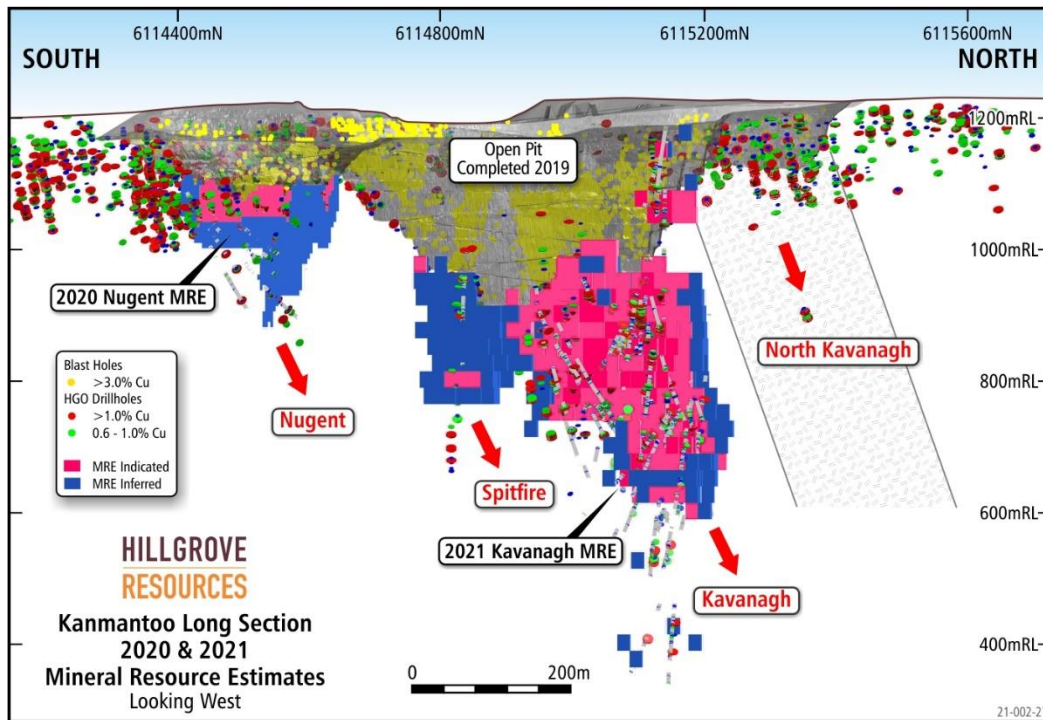 6114400mN
6114800mN
6115200mN
6115600mN
SOUTH
NORTH
1200mRL
Open Pit
Completed 2019
1000mRL
2020 Nugent MRE
North Kavanagh
Blast Holes
>3.0% Cu
HGO Drillholes
>1.0% Cu
0.6 - 1.0% Cu
MRE Indicated
MRE Inferred
800mRL
Nugent
Spitfire
600mRL
2021 Kavanagh MRE
Kavanagh
HILLGROVE
RESOURCES
Kanmantoo Long Section
2020 & 2021
Mineral Resource Estimates
Looking West
0
200m
400mRL